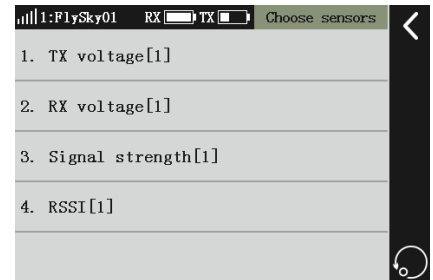 1:FlySky01 RX TX Choose sensors
1. TX voltage[1]
2. RX voltage[1]
3. Signal strength[1]
4. RSSI[1]